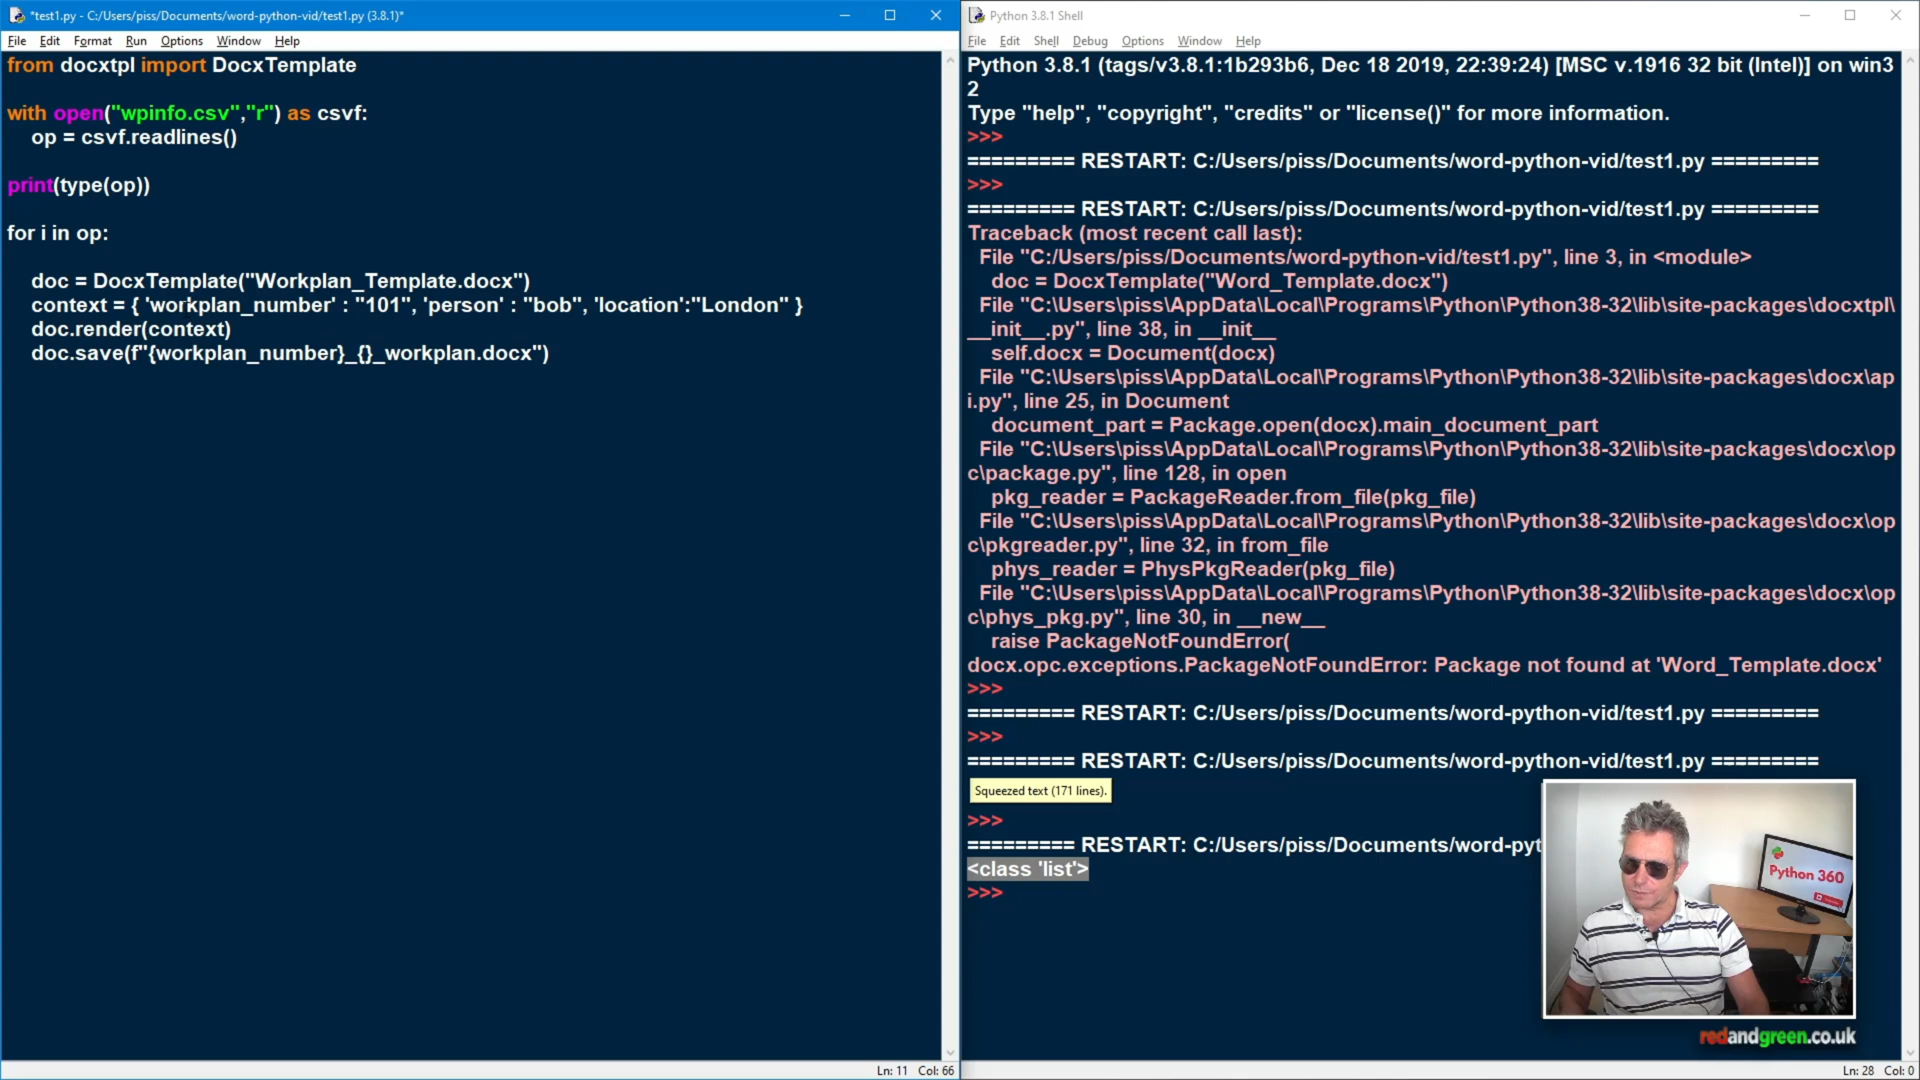 *test1.py - C:/Users/piss/Documents/word-python-vid/test1.py (3.8.1)*
File Edit Format Run Options Window Help
from docxtpl import DocxTemplate
with open("wpinfo.csv","r") as csvf:
op = csvf.readlines()
print(type(op))
for i in op:
doc = DocxTemplate("Workplan_Template.docx")
context = { 'workplan_number' : "101", 'person' : "bob", 'location':"London" }
doc.render(context)
doc.save(f"{workplan_number}_{}_workplan.docx")
Ln: 11 Col: 66
Python 3.8.1 Shell
File Edit Shell Debug Options Window Help
Python 3.8.1 (tags/v3.8.1:1b293b6, Dec 18 2019, 22:39:24) [MSC v.1916 32 bit (Intel)] on win3
2
Type "help", "copyright", "credits" or "license()" for more information.
>>>
========= RESTART: C:/Users/piss/Documents/word-python-vid/test1.py =========
>>>
========= RESTART: C:/Users/piss/Documents/word-python-vid/test1.py =========
Traceback (most recent call last):
File "C:/Users/piss/Documents/word-python-vid/test1.py", line 3, in <module>
doc = DocxTemplate("Word_Template.docx")
File "C:\Users\piss\AppData\Local\Programs\Python\Python38-32\lib\site-packages\docxtpl\
__init__.py", line 38, in __init__
self.docx = Document(docx)
File "C:\Users\piss\AppData\Local\Programs\Python\Python38-32\lib\site-packages\docx\ap
i.py", line 25, in Document
document_part = Package.open(docx).main_document_part
File "C:\Users\piss\AppData\Local\Programs\Python\Python38-32\lib\site-packages\docx\op
c\package.py", line 128, in open
pkg_reader = PackageReader.from_file(pkg_file)
File "C:\Users\piss\AppData\Local\Programs\Python\Python38-32\lib\site-packages\docx\op
c\pkgreader.py", line 32, in from_file
phys_reader = PhysPkgReader(pkg_file)
File "C:\Users\piss\AppData\Local\Programs\Python\Python38-32\lib\site-packages\docx\op
c\phys_pkg.py", line 30, in __new__
raise PackageNotFoundError(
docx.opc.exceptions.PackageNotFoundError: Package not found at 'Word_Template.docx'
>>>
========= RESTART: C:/Users/piss/Documents/word-python-vid/test1.py =========
>>>
========= RESTART: C:/Users/piss/Documents/word-python-vid/test1.py =========
Squeezed text (171 lines).
>>>
========= RESTART: C:/Users/piss/Documents/word-pyt
<class 'list'>
>>>
Python 360
redandgreen.co.uk
Ln: 28 Col: 0